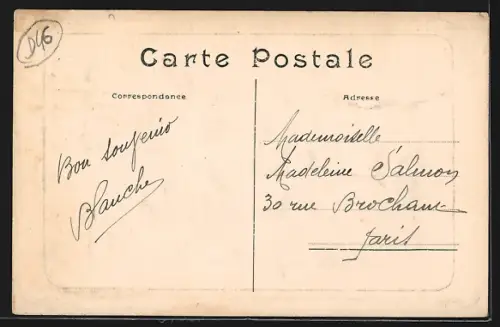 D46
Carte Postale
Correspondance
Adresse
Bon souvenir
Blanche
Mademoiselle
Madeleine Salmon
30 rue Brochant
Paris